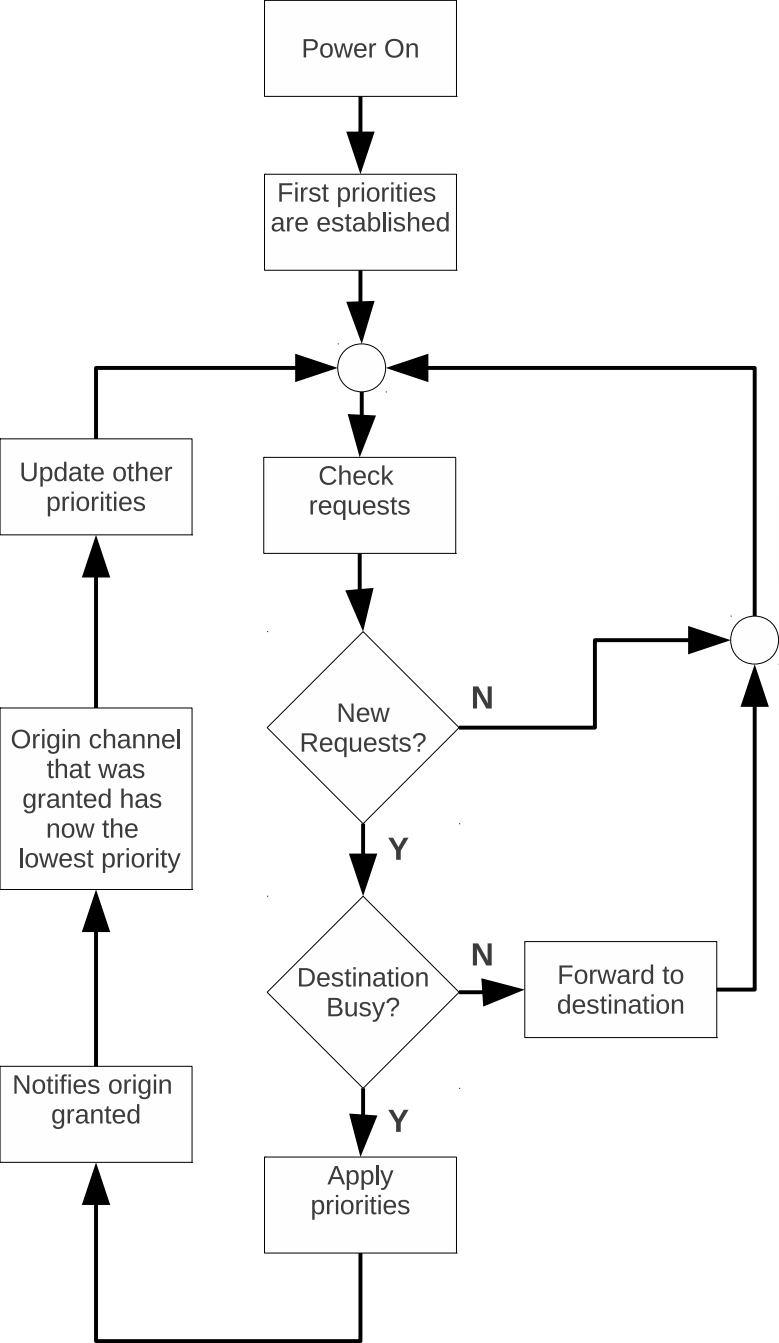 Power On
First priorities
are established
Check
requests
New
Requests?
N
Y
Destination
Busy?
N
Forward to
destination
Y
Apply
priorities
Notifies origin
granted
Origin channel
that was
granted has
now the
lowest priority
Update other
priorities